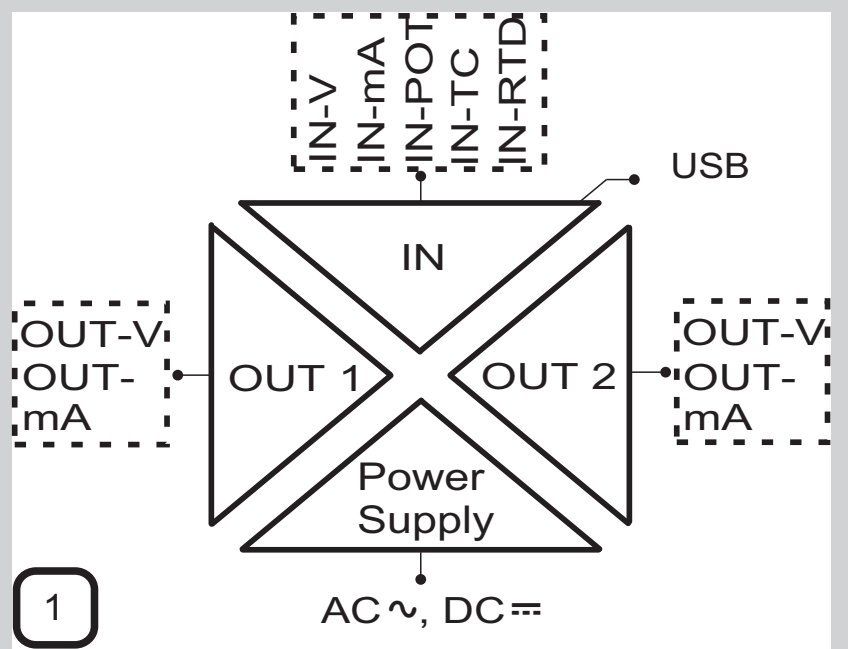 IN-V
IN-mA
IN-POT
IN-TC
IN-RTD
USB
IN
OUT-V
OUT-
mA
OUT 1
OUT 2
OUT-V
OUT-
mA
Power
Supply
1
AC∿, DC⎓